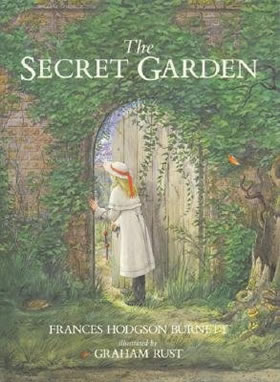 The
SECRET GARDEN
FRANCES HODGSON BURNETT
illustrated by
GRAHAM RUST